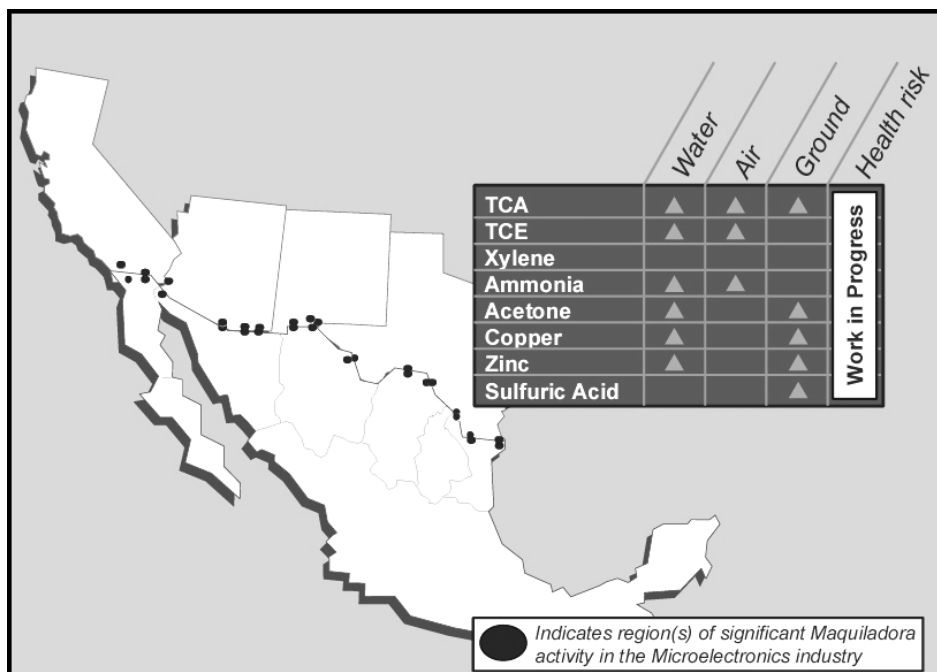 Water
Air
Ground
Health risk
TCA
TCE
Xylene
Ammonia
Acetone
Copper
Zinc
Sulfuric Acid
Work in Progress
Indicates region(s) of significant Maquiladora
activity in the Microelectronics industry